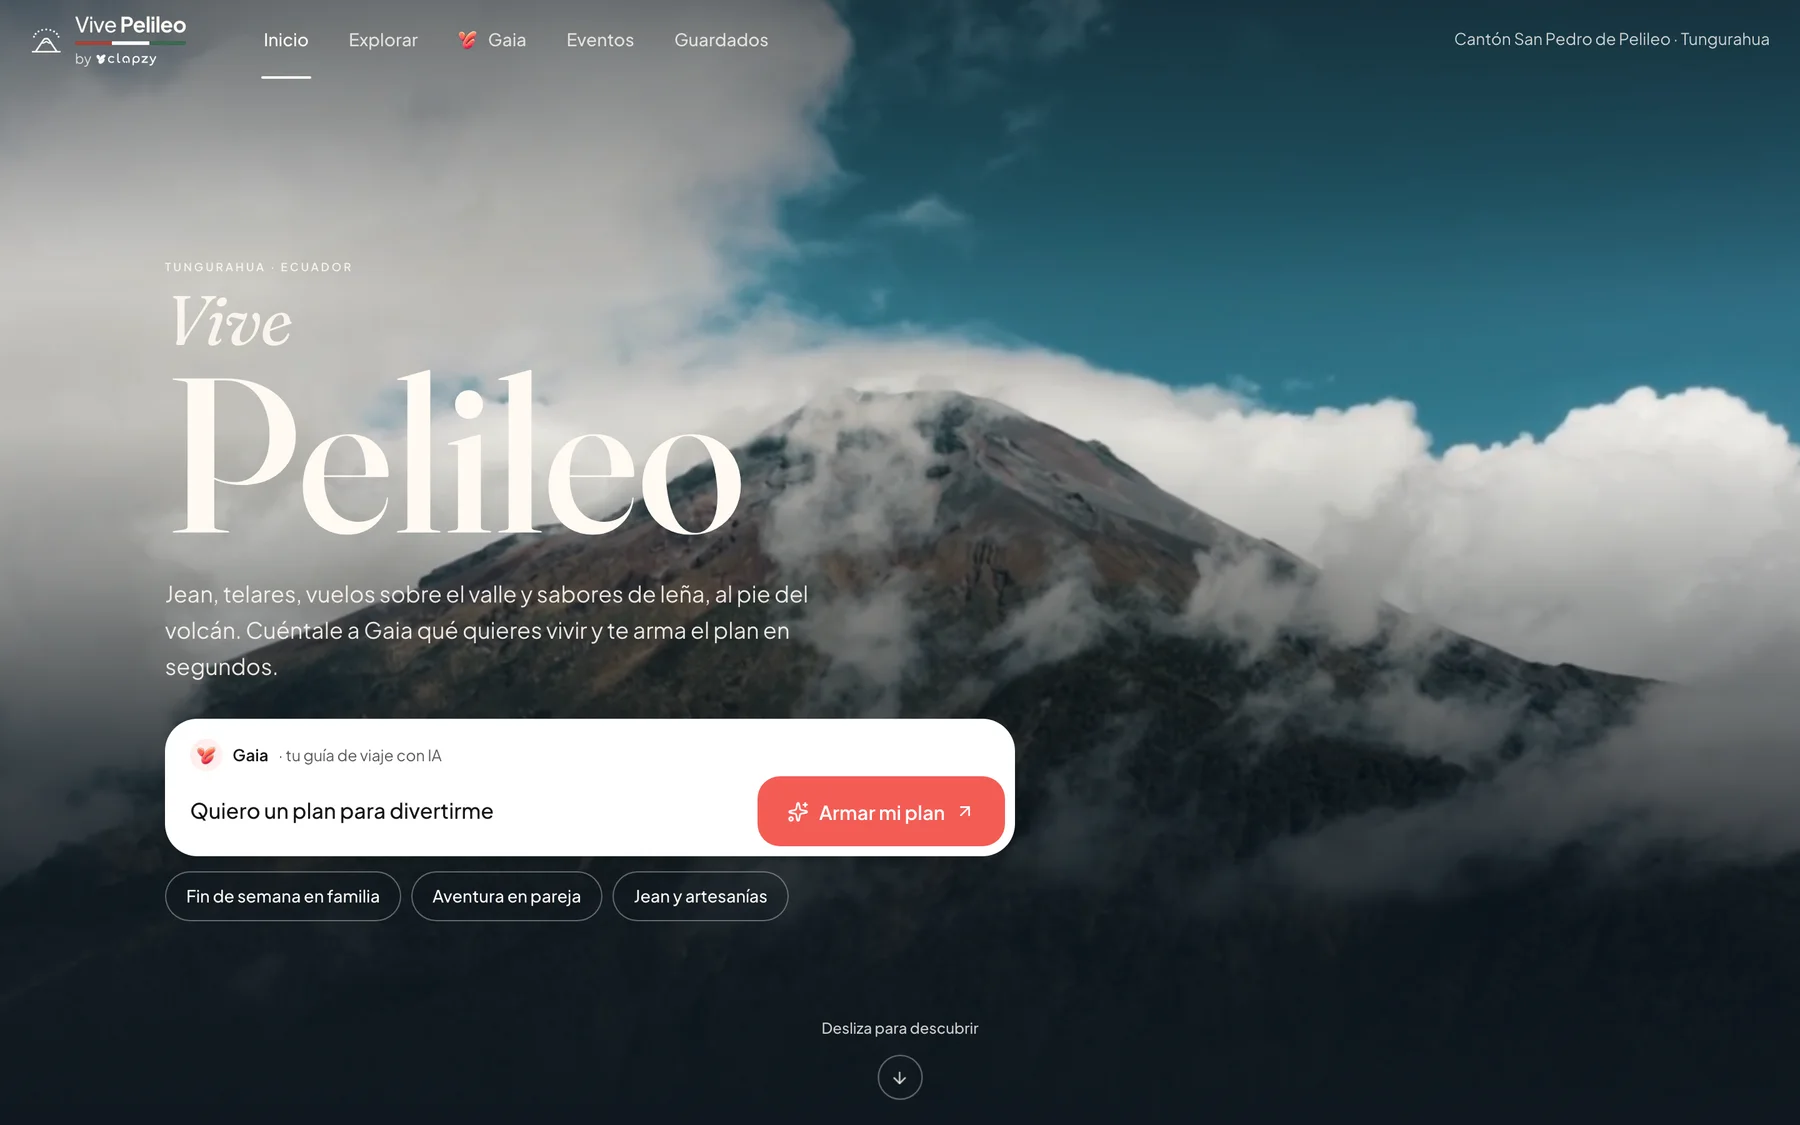 Vive Pelileo
by clapzy
Inicio
Explorar
Gaia
Eventos
Guardados
Cantón San Pedro de Pelileo · Tungurahua
TUNGURAHUA · ECUADOR
Vive
Pelileo
Jean, telares, vuelos sobre el valle y sabores de leña, al pie del
volcán. Cuéntale a Gaia qué quieres vivir y te arma el plan en
segundos.
Gaia · tu guía de viaje con IA
Quiero un plan para divertirme
Armar mi plan
Fin de semana en familia
Aventura en pareja
Jean y artesanías
Desliza para descubrir